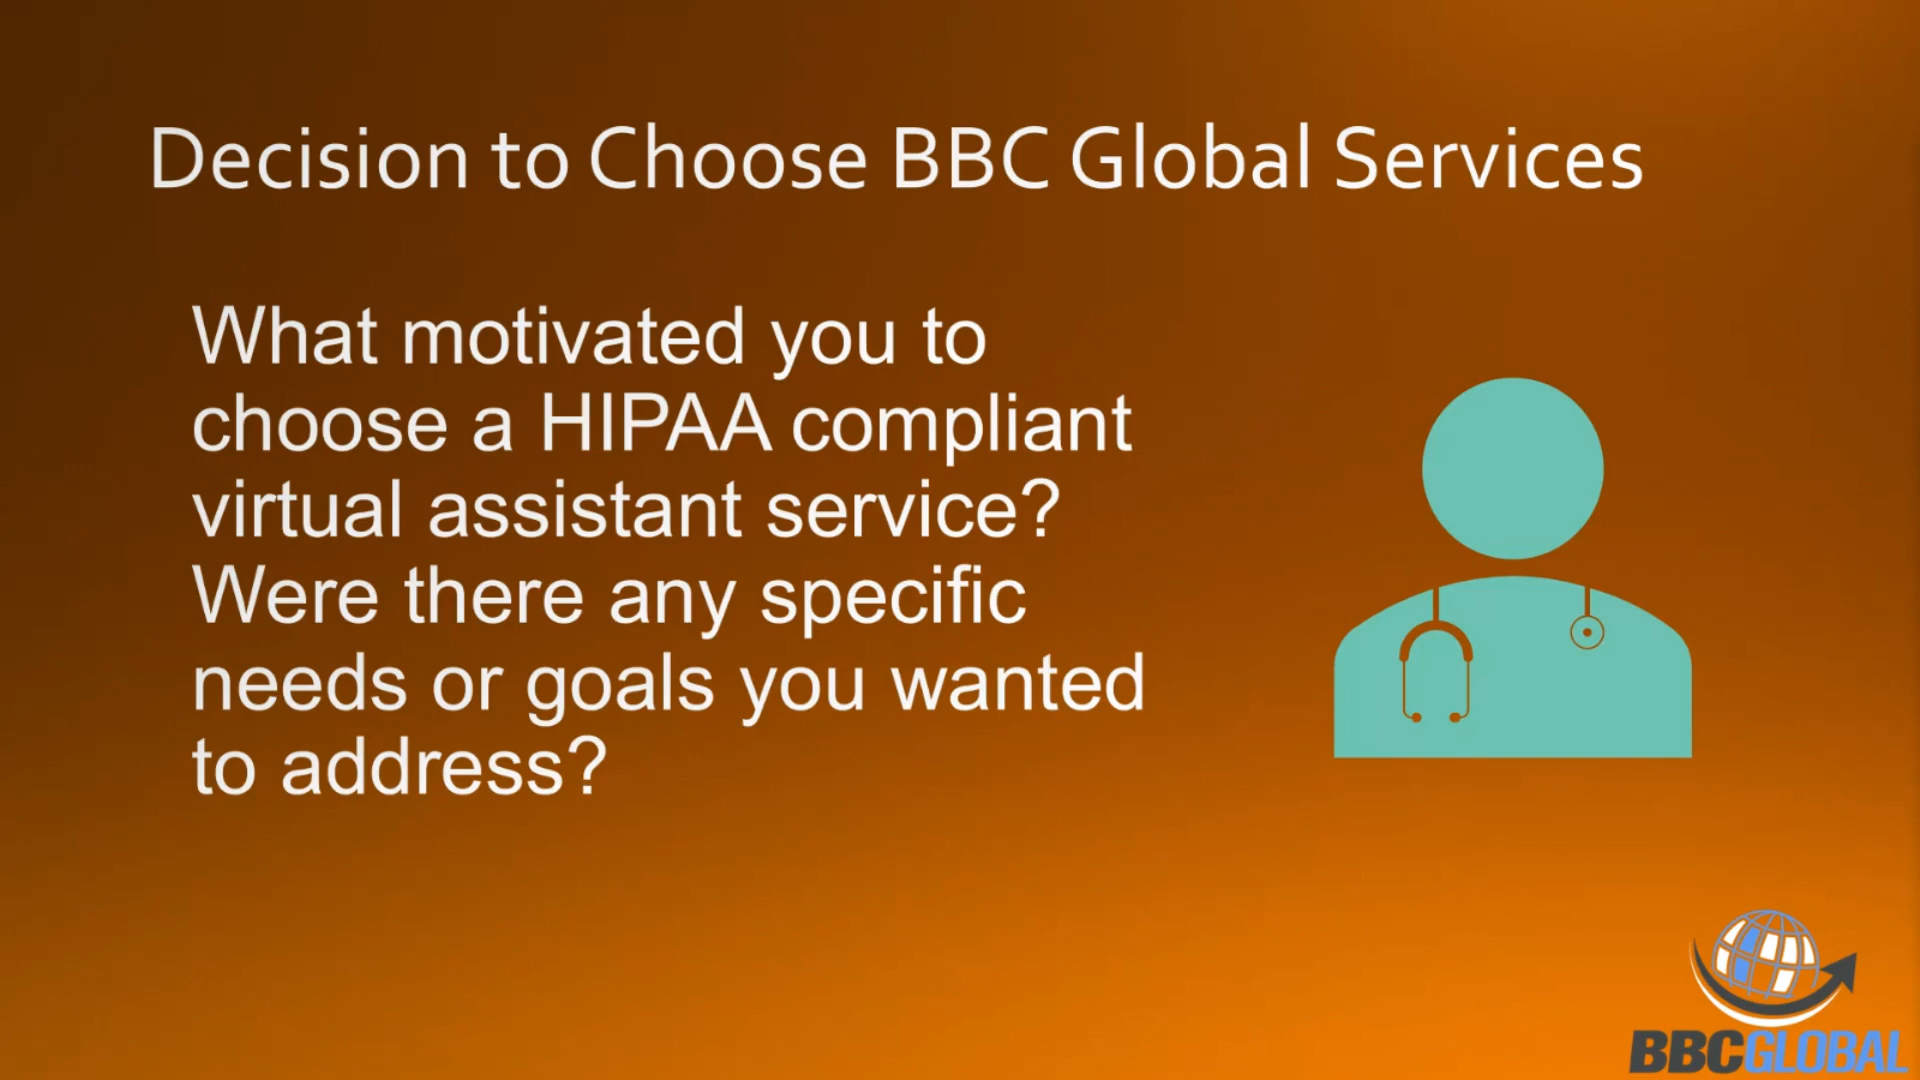 Decision to Choose BBC Global Services
What motivated you to
choose a HIPAA compliant
virtual assistant service?
Were there any specific
needs or goals you wanted
to address?
BBCGLOBAL